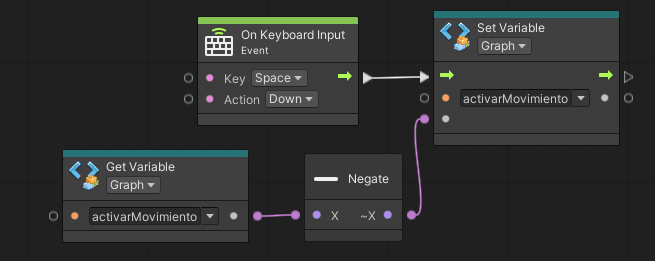 On Keyboard Input
Event
Key Space
Action Down
Set Variable
Graph
activarMovimiento
Get Variable
Graph
activarMovimiento
Negate
X ~X